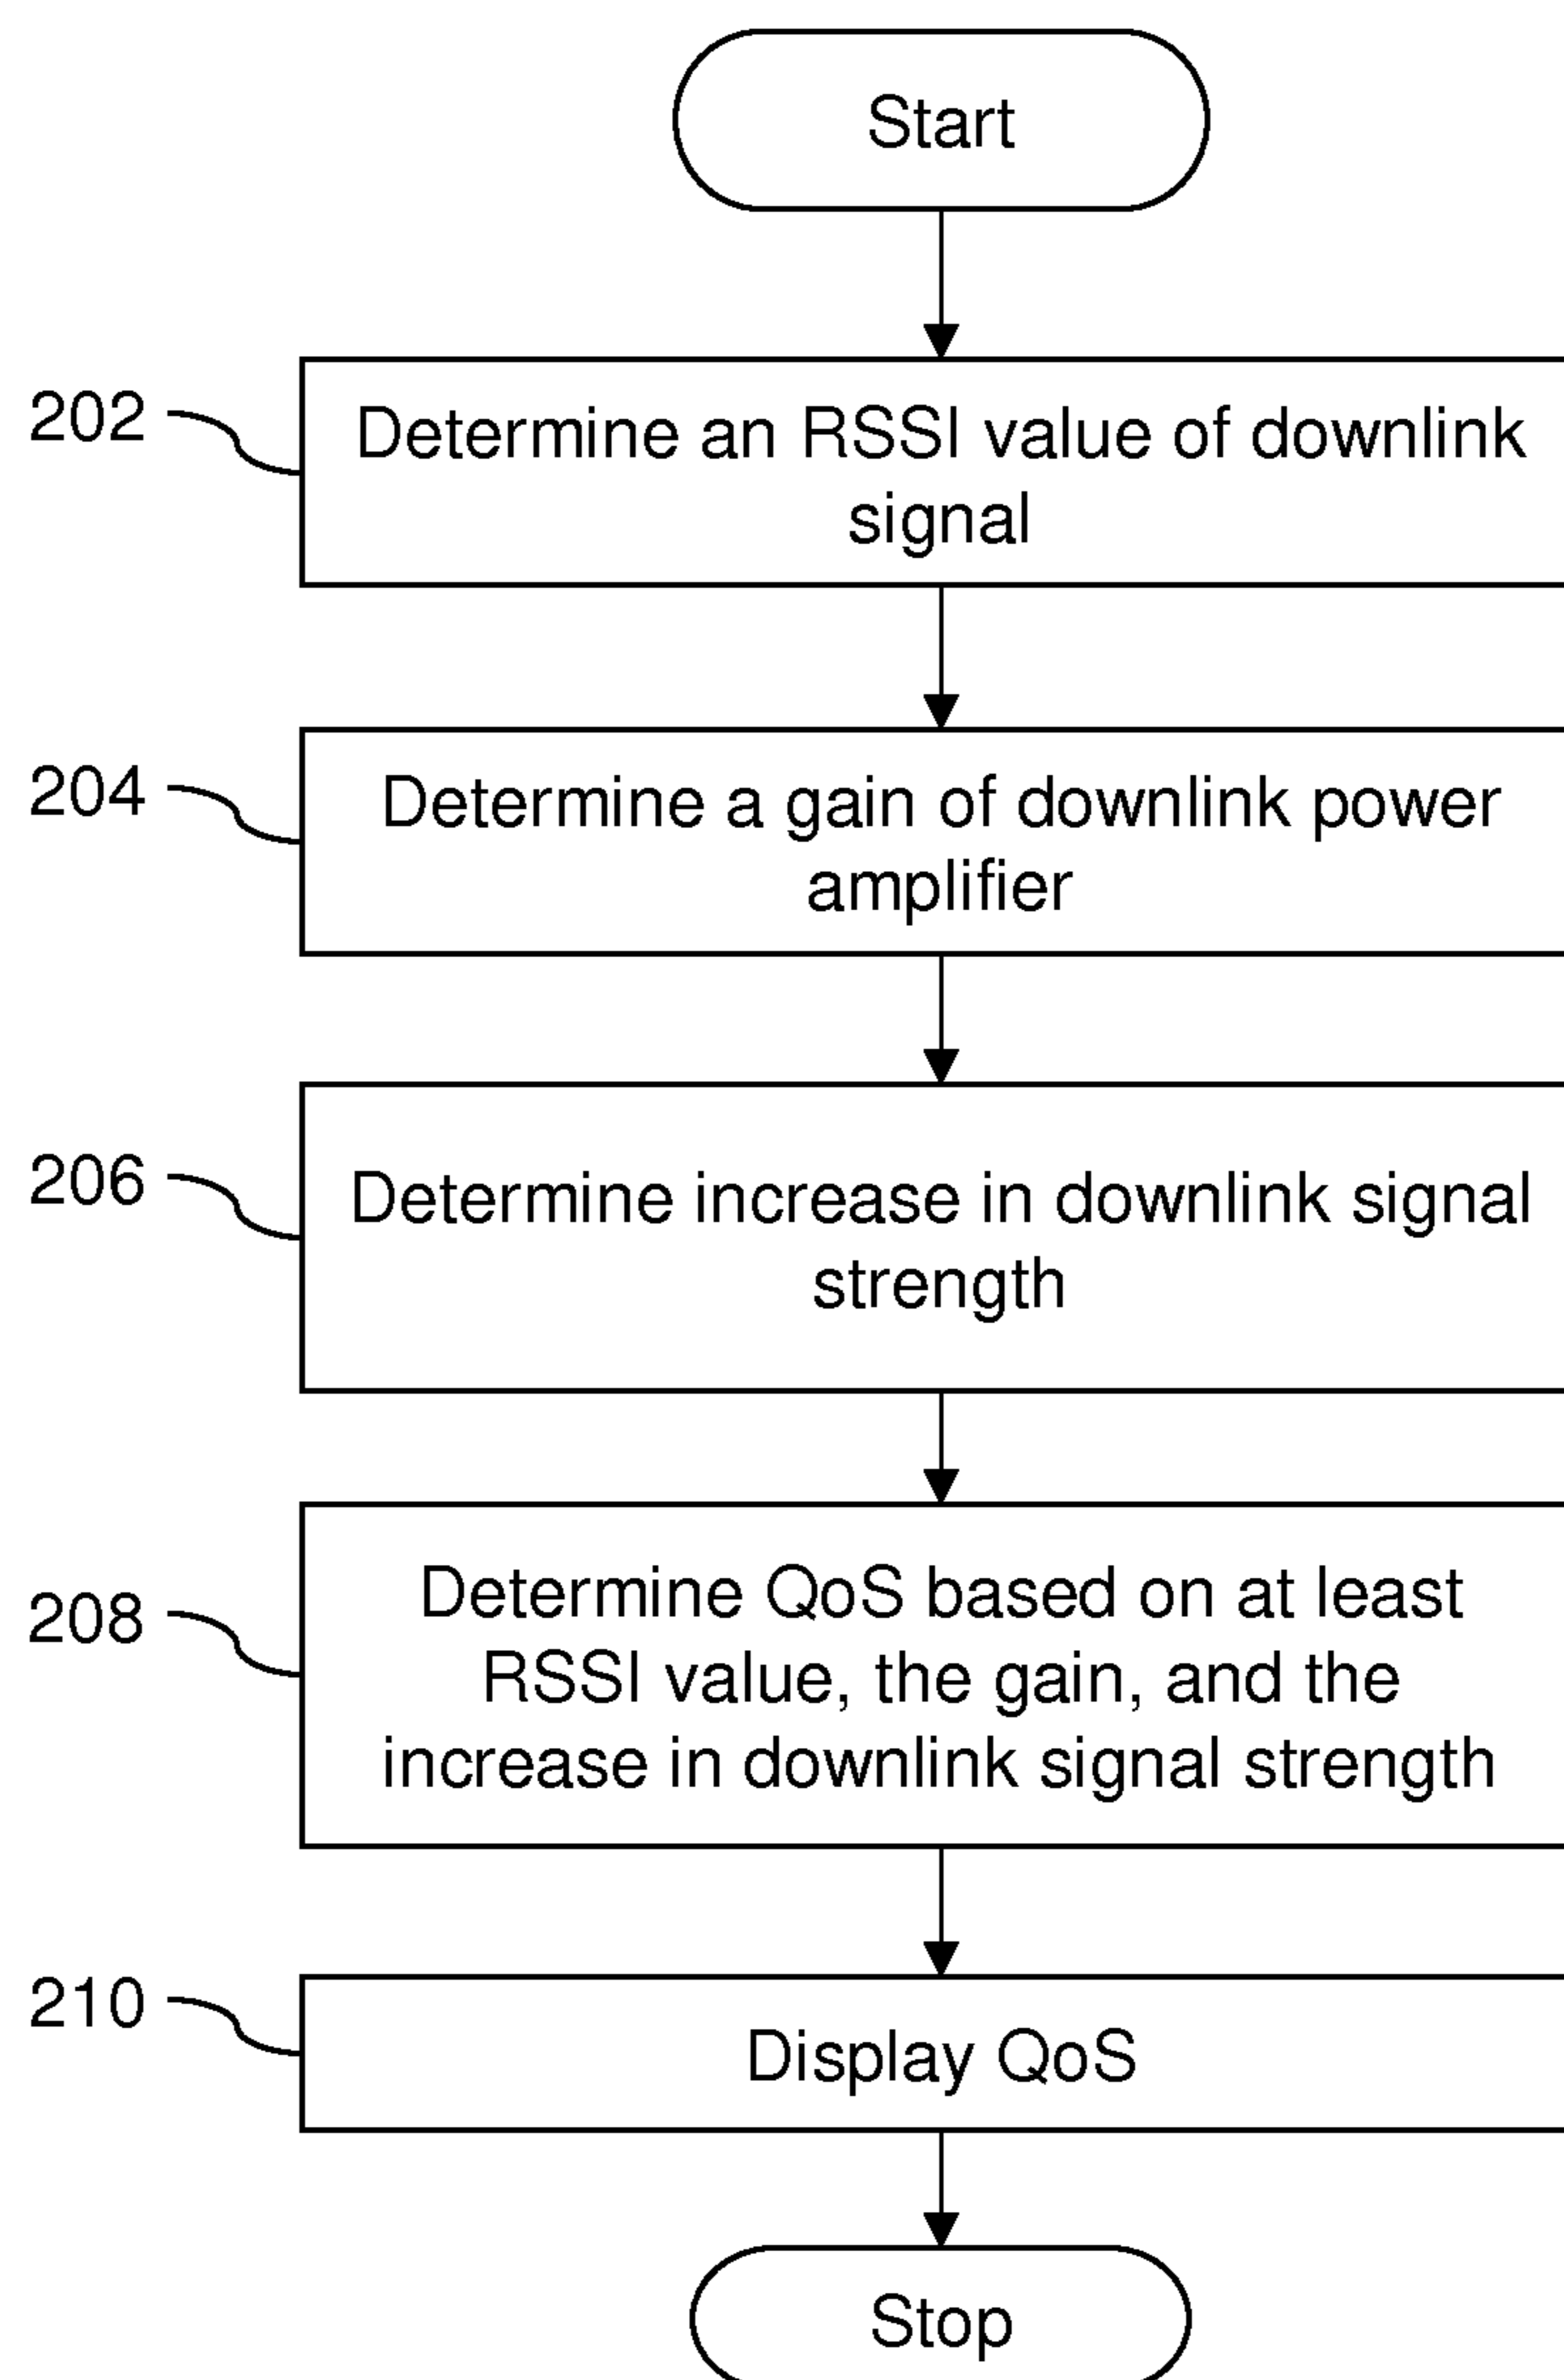 Start
202
Determine an RSSI value of downlink
signal
204
Determine a gain of downlink power
amplifier
206
Determine increase in downlink signal
strength
208
Determine QoS based on at least
RSSI value, the gain, and the
increase in downlink signal strength
210
Display QoS
Stop